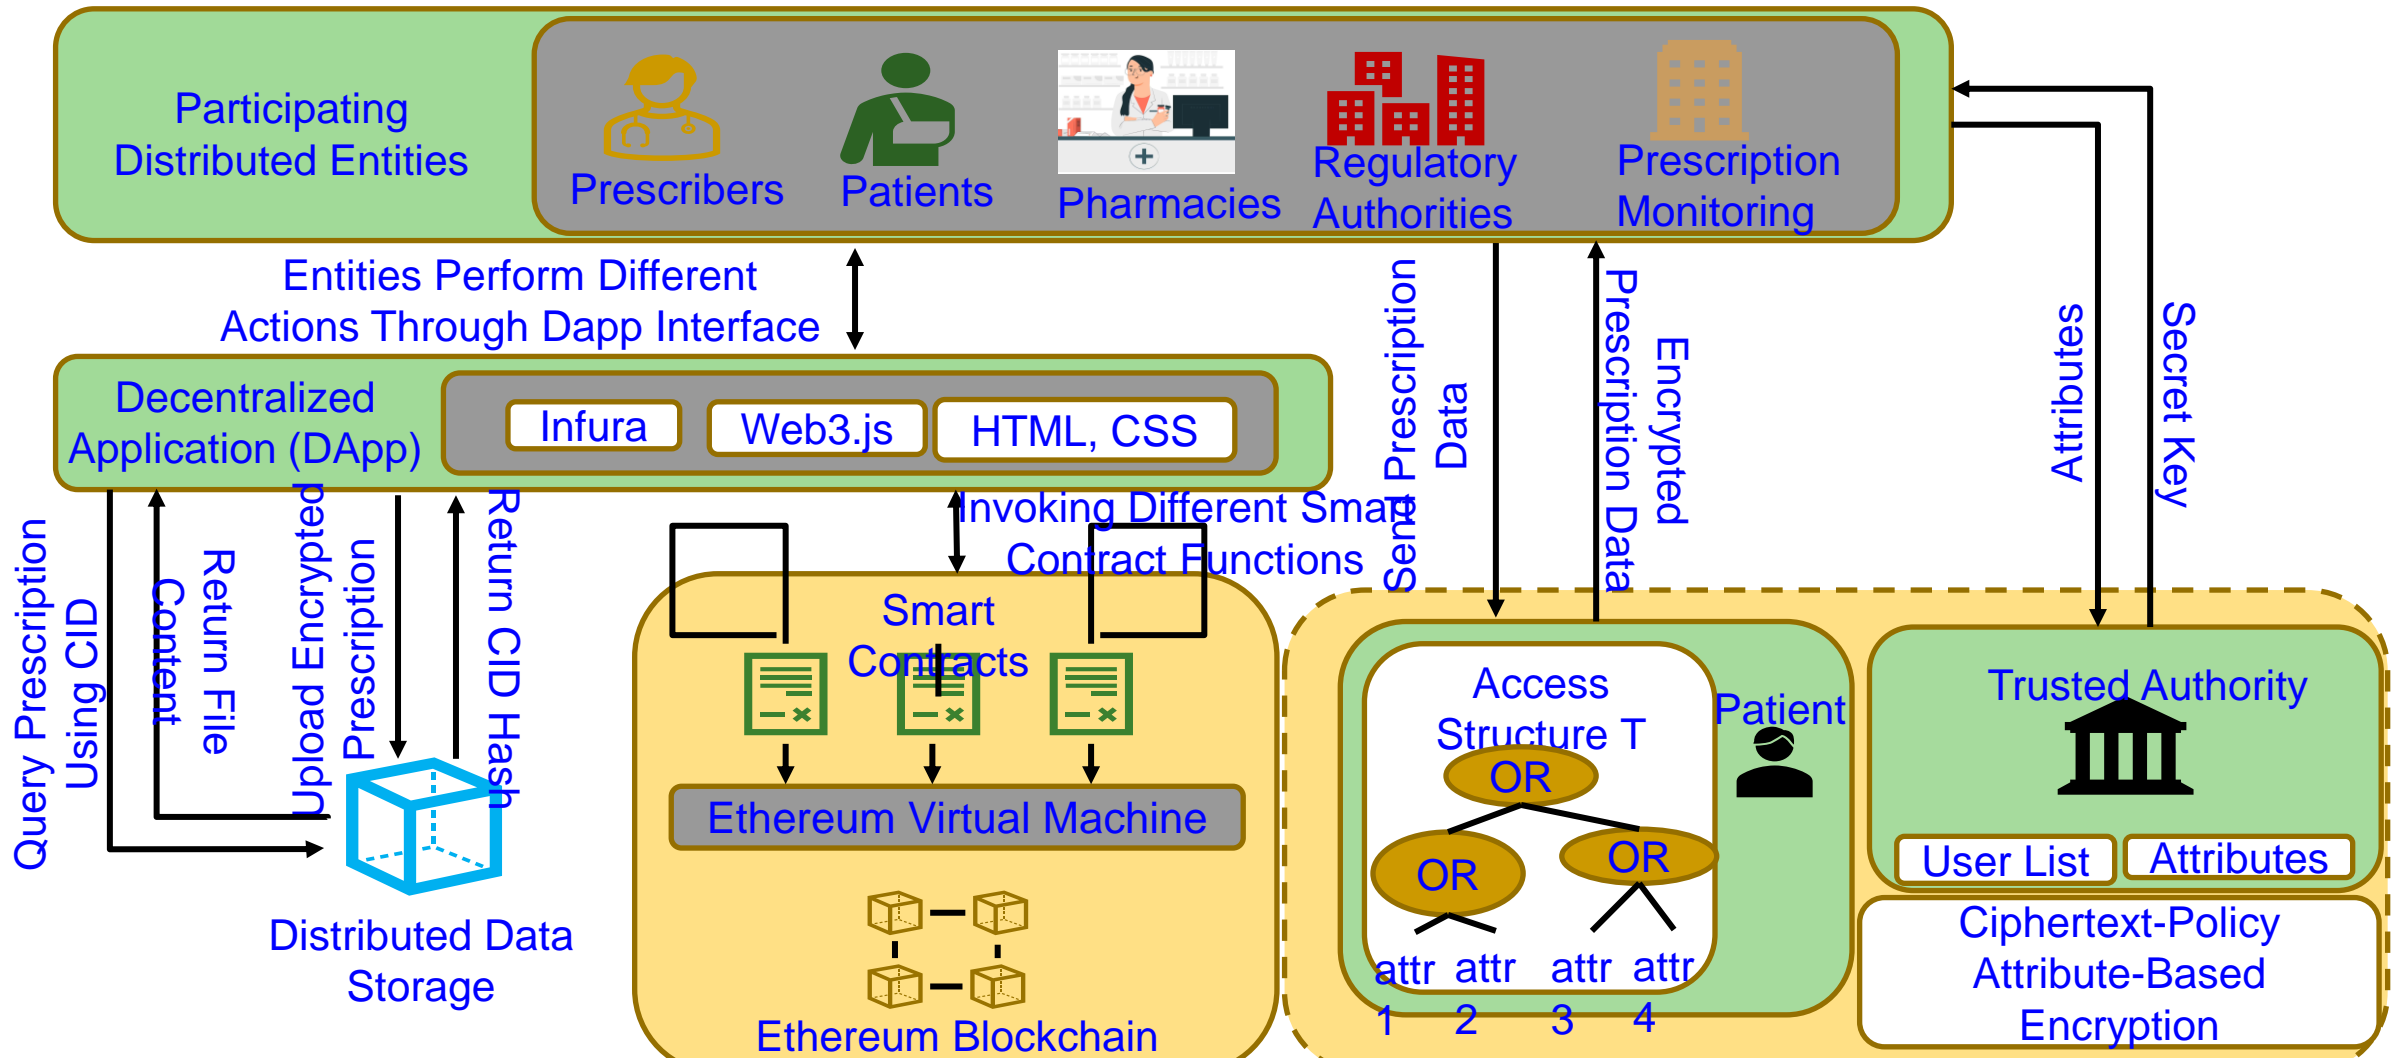 Participating
Distributed Entities
Prescribers
Patients
Pharmacies
Regulatory
Authorities
Prescription
Monitoring
Entities Perform Different
Actions Through Dapp Interface
Sent Prescription
Data
Encrypted
Prescription Data
Attributes
Secret Key
Decentralized
Application (DApp)
Infura
Web3.js
HTML, CSS
Query Prescription
Using CID
Return File
Content
Upload Encrypted
Prescription
Return CID Hash
Invoking Different Smart
Contract Functions
Smart
Contracts
Ethereum Virtual Machine
Ethereum Blockchain
Distributed Data
Storage
Access
Structure T
OR
OR
OR
attr
1
attr
2
attr
3
attr
4
Patient
Trusted Authority
User List
Attributes
Ciphertext-Policy
Attribute-Based
Encryption